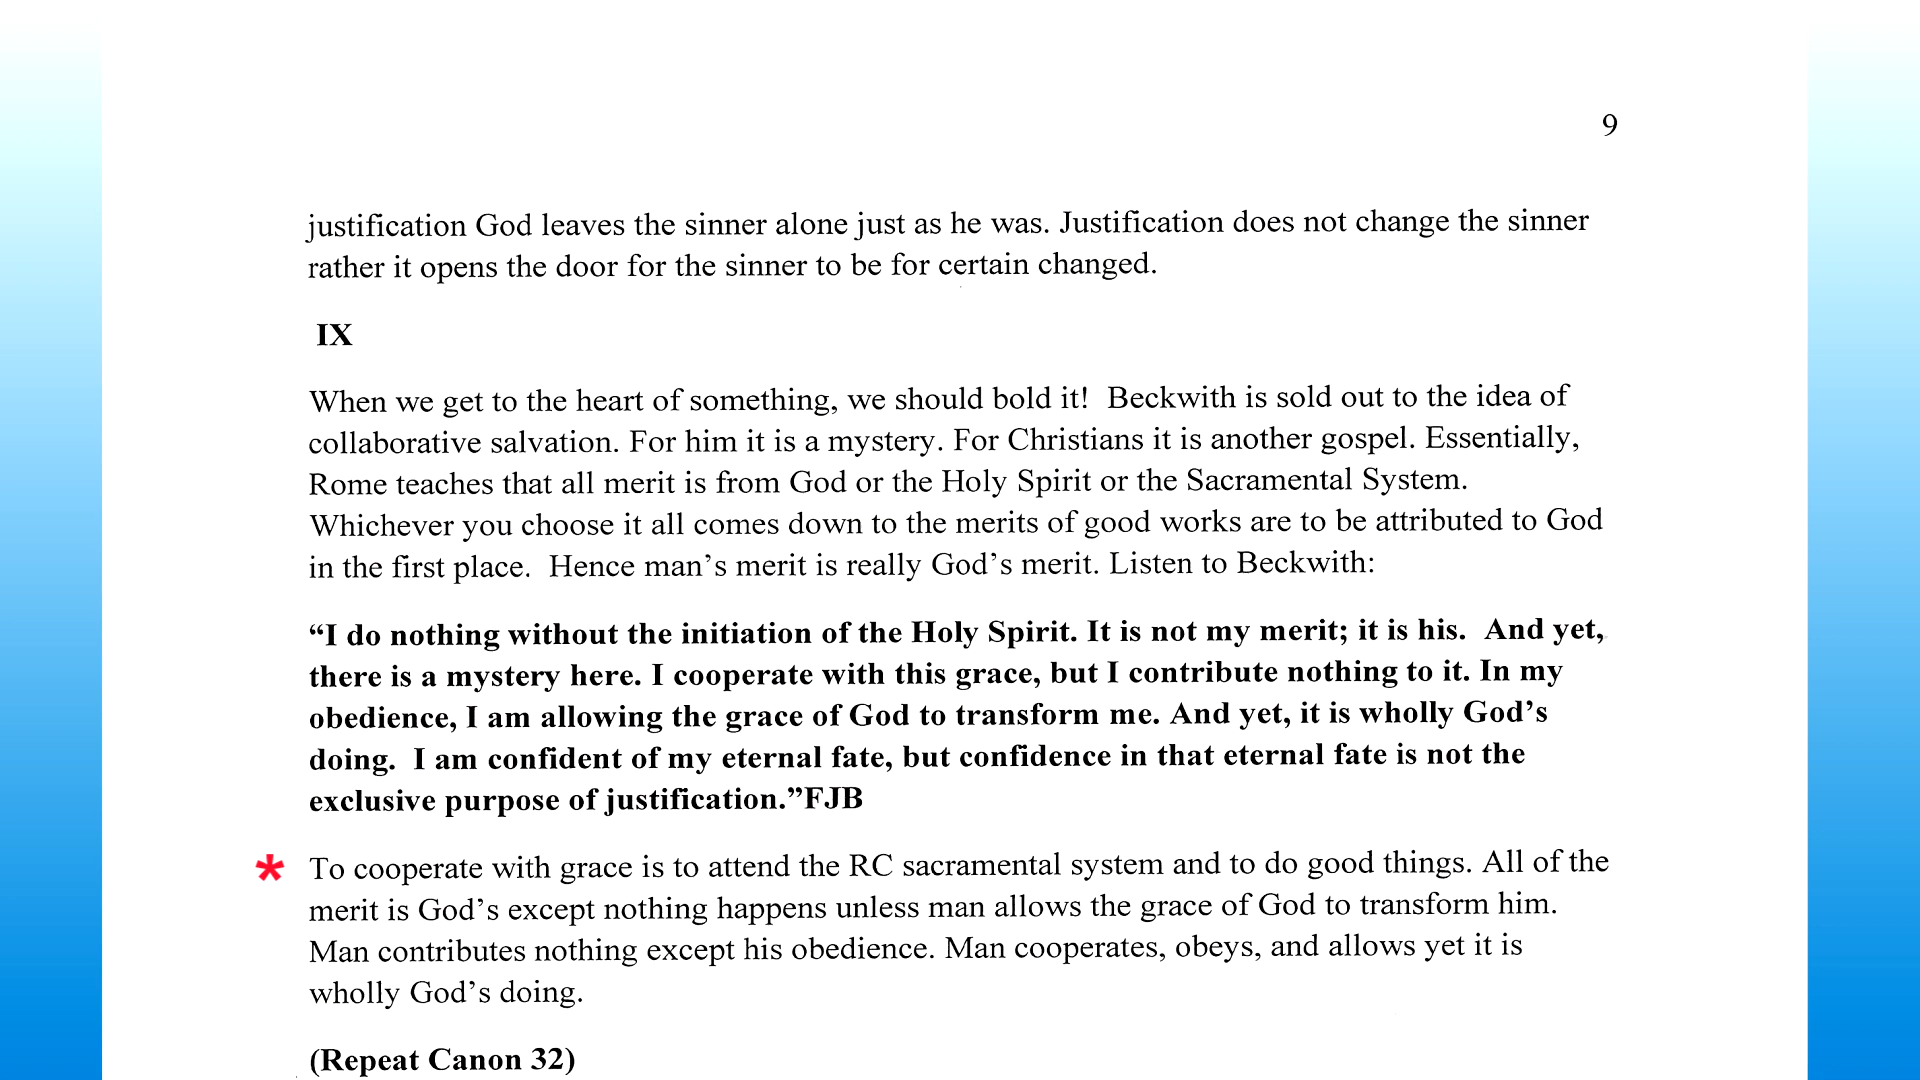 9
justification God leaves the sinner alone just as he was. Justification does not change the sinner
rather it opens the door for the sinner to be for certain changed.
IX
When we get to the heart of something, we should bold it!  Beckwith is sold out to the idea of
collaborative salvation. For him it is a mystery. For Christians it is another gospel. Essentially,
Rome teaches that all merit is from God or the Holy Spirit or the Sacramental System.
Whichever you choose it all comes down to the merits of good works are to be attributed to God
in the first place.  Hence man’s merit is really God’s merit. Listen to Beckwith:
“I do nothing without the initiation of the Holy Spirit. It is not my merit; it is his.  And yet,
there is a mystery here. I cooperate with this grace, but I contribute nothing to it. In my
obedience, I am allowing the grace of God to transform me. And yet, it is wholly God’s
doing.  I am confident of my eternal fate, but confidence in that eternal fate is not the
exclusive purpose of justification.”FJB
* To cooperate with grace is to attend the RC sacramental system and to do good things. All of the
merit is God’s except nothing happens unless man allows the grace of God to transform him.
Man contributes nothing except his obedience. Man cooperates, obeys, and allows yet it is
wholly God’s doing.
(Repeat Canon 32)